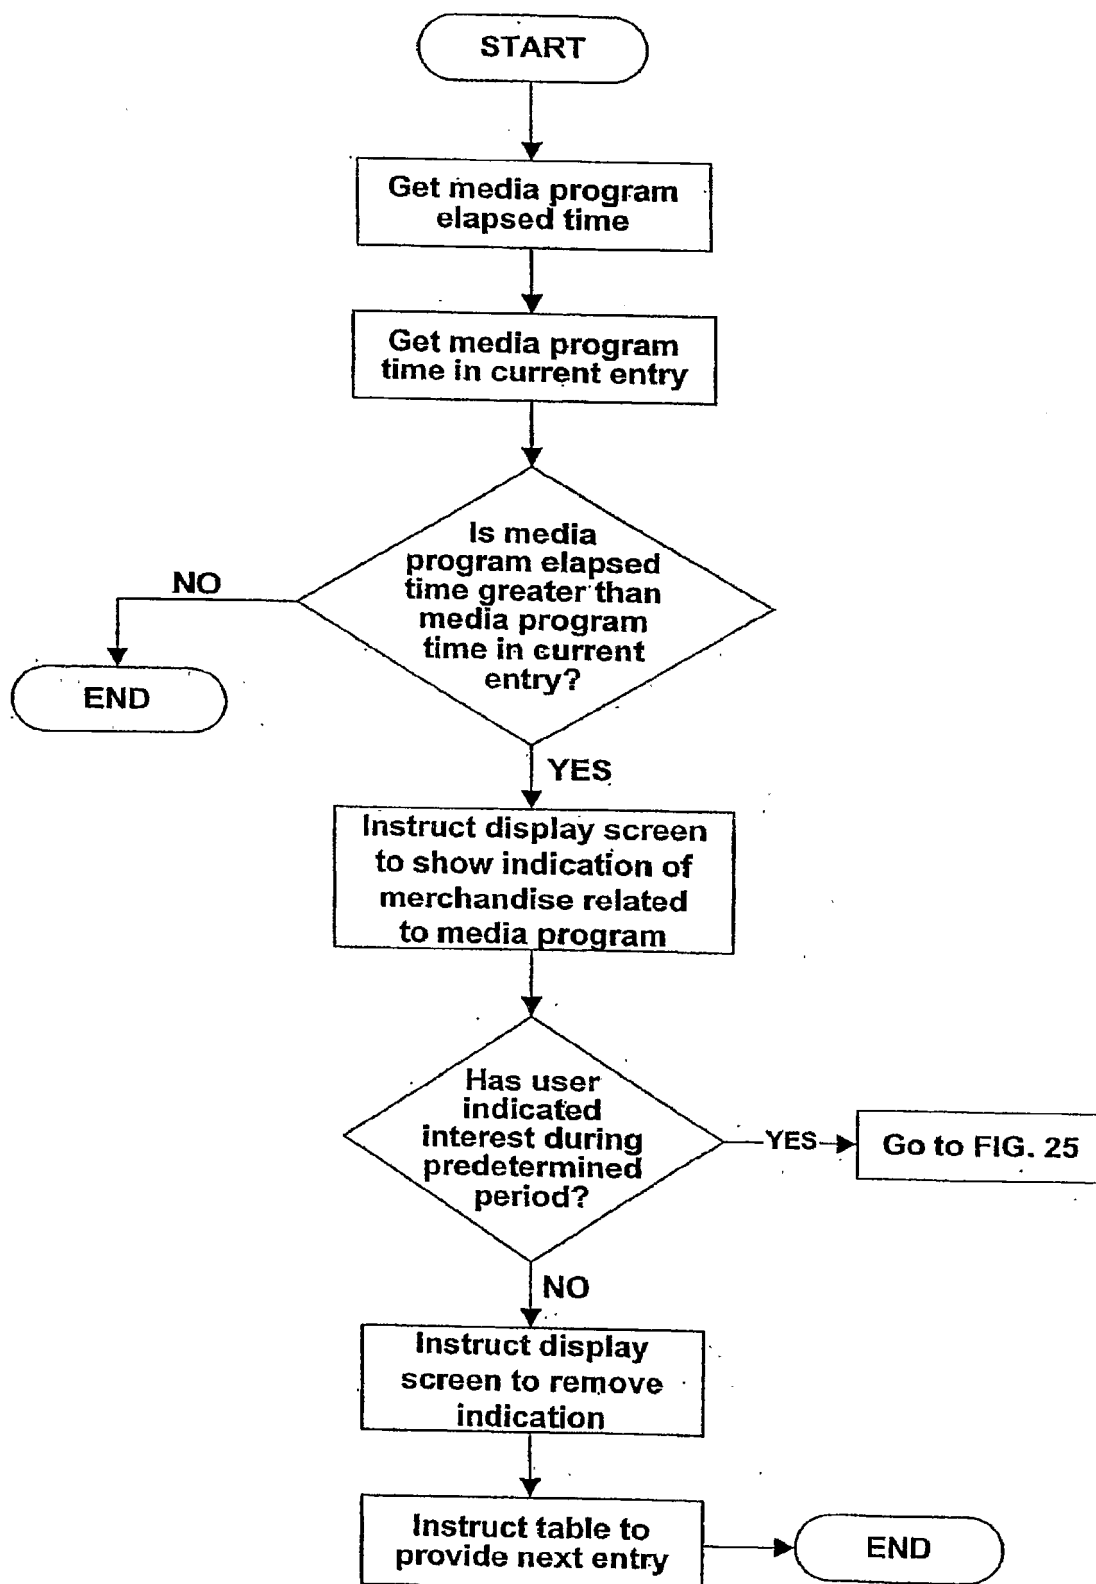 START
Get media program
elapsed time
Get media program
time in current entry
Is media
program elapsed
time greater than
media program
time in current
entry?
NO
END
YES
Instruct display screen
to show indication of
merchandise related
to media program
Has user
indicated
interest during
predetermined
period?
YES
Go to FIG. 25
NO
Instruct display
screen to remove
indication
Instruct table to
provide next entry
END